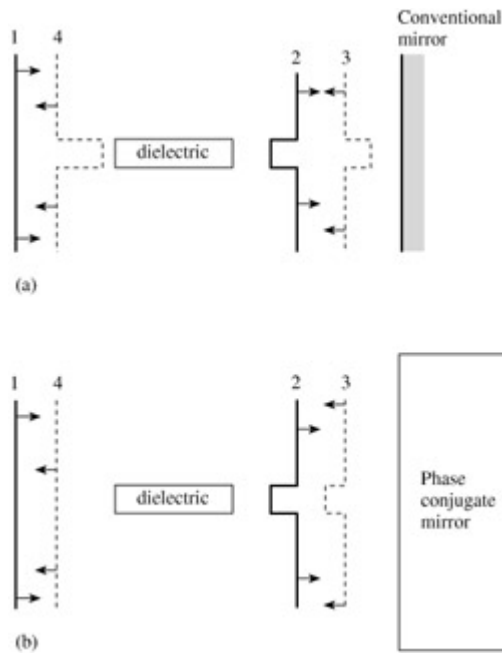 Conventional
mirror
1 4 2 3
dielectric
(a)
1 4 2 3
dielectric
Phase
conjugate
mirror
(b)